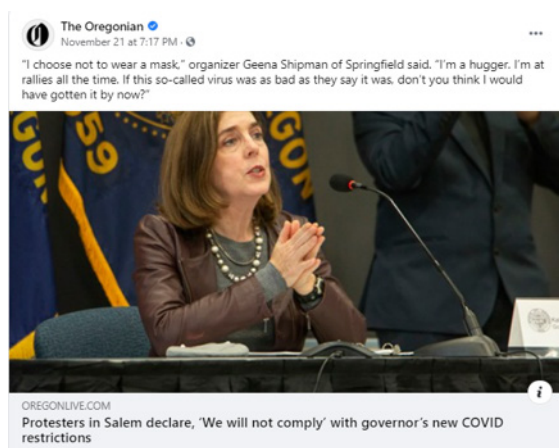 The Oregonian
November 21 at 7:17 PM ·
"I choose not to wear a mask," organizer Geena Shipman of Springfield said. "I'm a hugger. I'm at
rallies all the time. If this so-called virus was as bad as they say it was, don't you think I would
have gotten it by now?"
OREGON
1859
OREGONLIVE.COM
Protesters in Salem declare, 'We will not comply' with governor's new COVID
restrictions